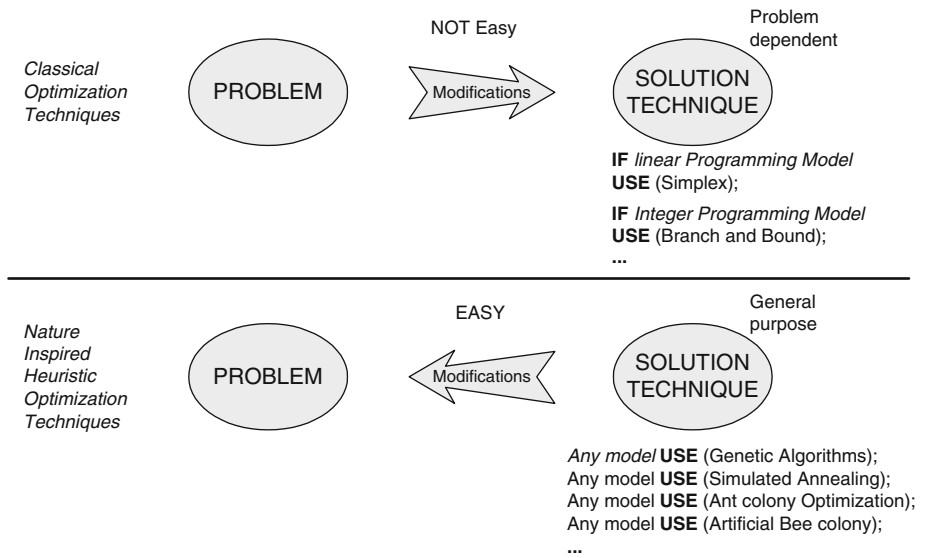 Classical
Optimization
Techniques
PROBLEM
NOT Easy
Modifications
Problem
dependent
SOLUTION
TECHNIQUE
IF linear Programming Model
USE (Simplex);
IF Integer Programming Model
USE (Branch and Bound);
...
Nature
Inspired
Heuristic
Optimization
Techniques
PROBLEM
EASY
Modifications
General
purpose
SOLUTION
TECHNIQUE
Any model USE (Genetic Algorithms);
Any model USE (Simulated Annealing);
Any model USE (Ant colony Optimization);
Any model USE (Artificial Bee colony);
...